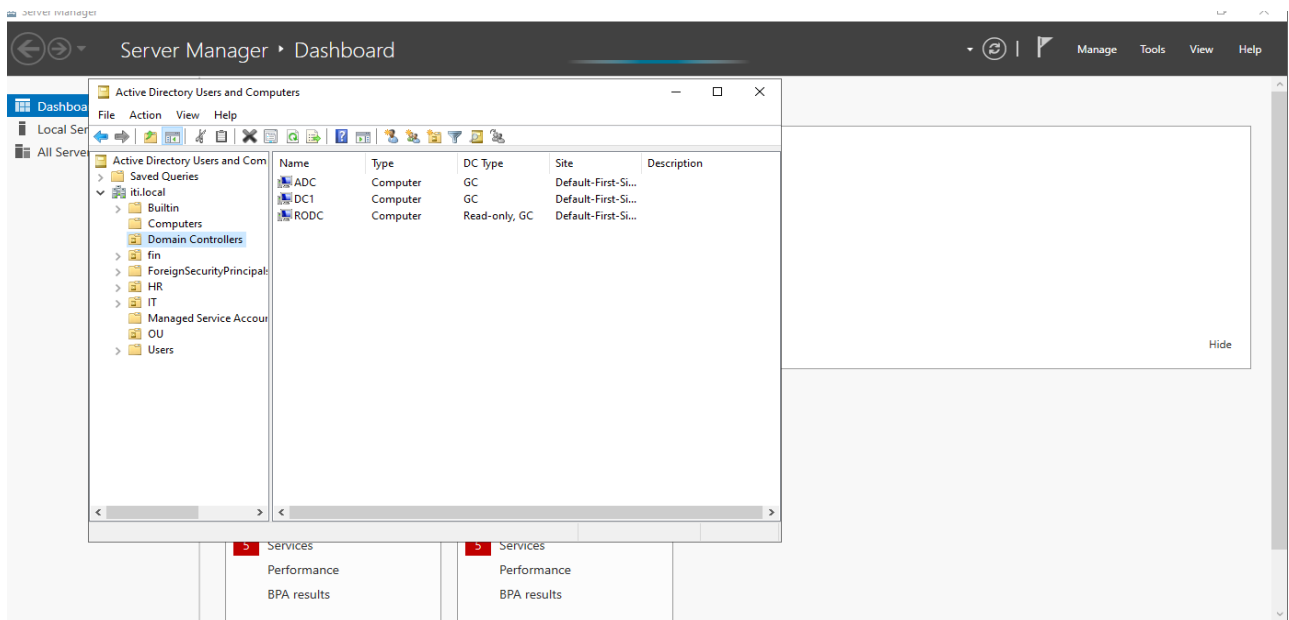 Server Manager
Server Manager ‣ Dashboard
Manage Tools View Help
Dashboa
Local Ser
All Server
Active Directory Users and Computers
File Action View Help
Active Directory Users and Com
Saved Queries
iti.local
Builtin
Computers
Domain Controllers
fin
ForeignSecurityPrincipals
HR
IT
Managed Service Accour
OU
Users
Name Type DC Type Site Description
ADC Computer GC Default-First-Si...
DC1 Computer GC Default-First-Si...
RODC Computer Read-only, GC Default-First-Si...
Hide
5 Services
Performance
BPA results
5 Services
Performance
BPA results